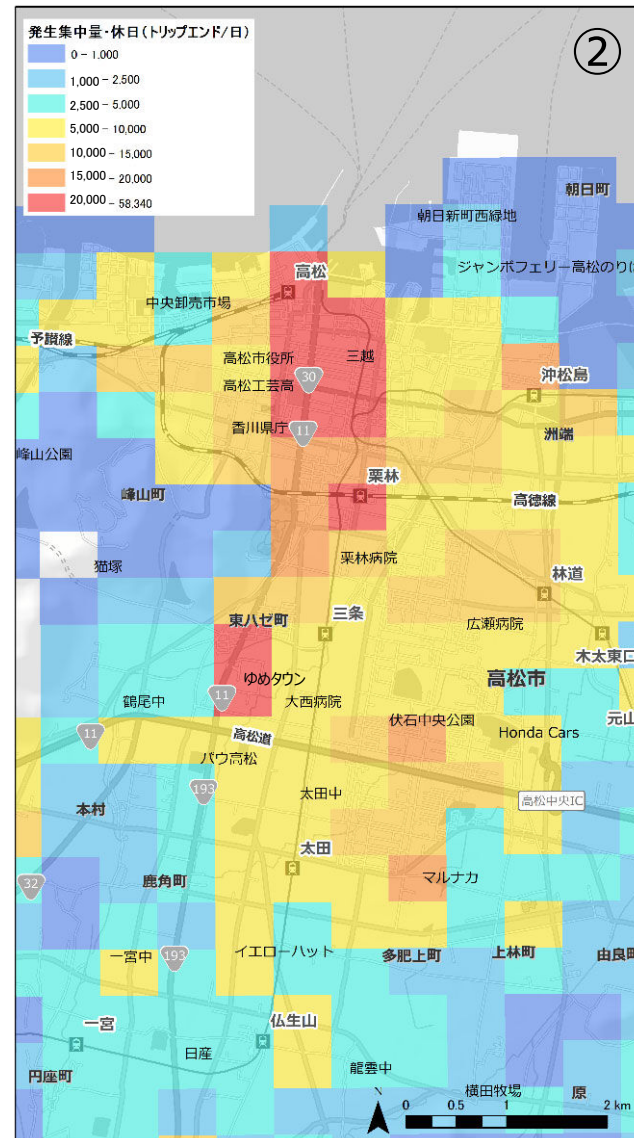 発生集中量・休日(トリップエンド/日)
②
0 – 1.000
1,000 – 2,500
2,500 – 5,000
5,000 – 10,000
10,000 – 15,000
15,000 – 20,000
20,000 – 58,340
朝日町
朝日新町西緑地
高松
ジャンボフェリー高松のりば
中央卸売市場
予讃線
高松市役所
三越
30
高松工芸高
沖松島
香川県庁
11
洲端
峰山公園
栗林
峰山町
高徳線
栗林病院
猫塚
林道
東ハゼ町
三条
広瀬病院
木太東口
ゆめタウン
高松市
鶴尾中
11
大西病院
伏石中央公園
元山
11
高松道
Honda Cars
パウ高松
193
太田中
高松中央IC
本村
太田
32
鹿角町
マルナカ
一宮中
193
イエローハット
多肥上町
上林町
由良町
一宮
仏生山
日産
円座町
龍雲中
横田牧場
原
N
0 0.5 1 2 km